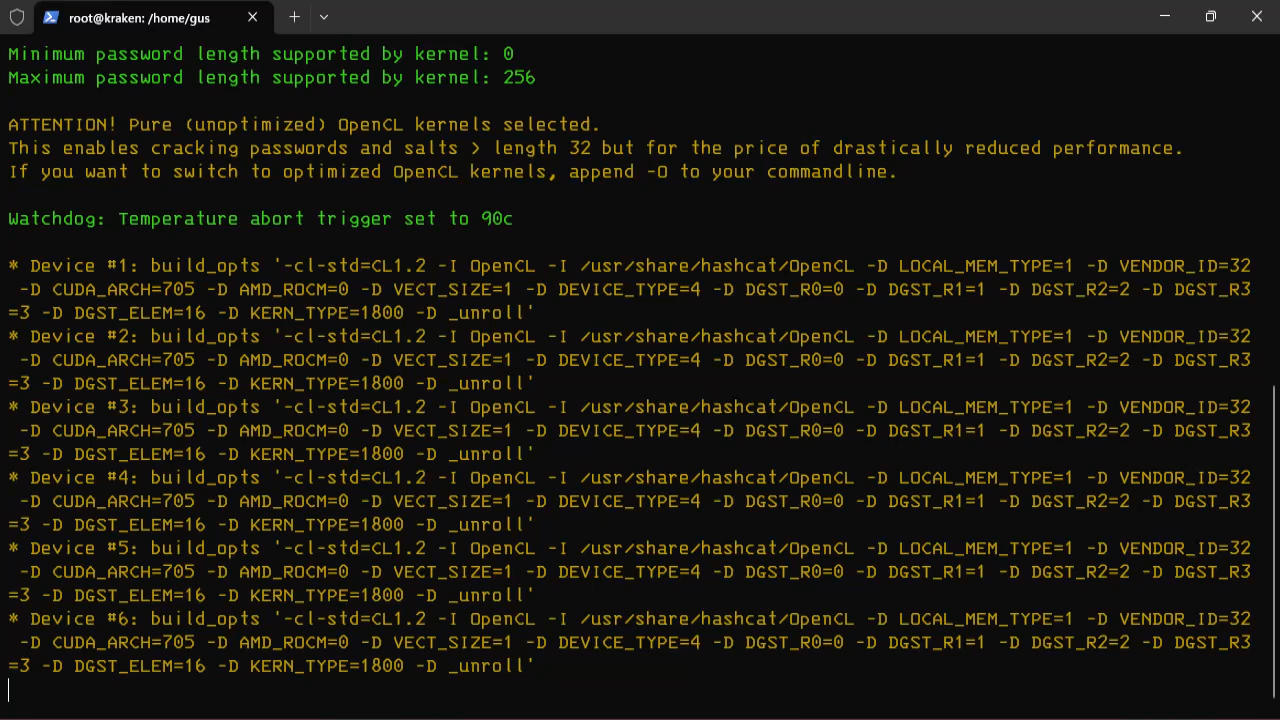 root@kraken: /home/gus
Minimum password length supported by kernel: 0
Maximum password length supported by kernel: 256
ATTENTION! Pure (unoptimized) OpenCL kernels selected.
This enables cracking passwords and salts > length 32 but for the price of drastically reduced performance.
If you want to switch to optimized OpenCL kernels, append -O to your commandline.
Watchdog: Temperature abort trigger set to 90c
* Device #1: build_opts '-cl-std=CL1.2 -I OpenCL -I /usr/share/hashcat/OpenCL -D LOCAL_MEM_TYPE=1 -D VENDOR_ID=32
-D CUDA_ARCH=705 -D AMD_ROCM=0 -D VECT_SIZE=1 -D DEVICE_TYPE=4 -D DGST_R0=0 -D DGST_R1=1 -D DGST_R2=2 -D DGST_R3
=3 -D DGST_ELEM=16 -D KERN_TYPE=1800 -D _unroll'
* Device #2: build_opts '-cl-std=CL1.2 -I OpenCL -I /usr/share/hashcat/OpenCL -D LOCAL_MEM_TYPE=1 -D VENDOR_ID=32
-D CUDA_ARCH=705 -D AMD_ROCM=0 -D VECT_SIZE=1 -D DEVICE_TYPE=4 -D DGST_R0=0 -D DGST_R1=1 -D DGST_R2=2 -D DGST_R3
=3 -D DGST_ELEM=16 -D KERN_TYPE=1800 -D _unroll'
* Device #3: build_opts '-cl-std=CL1.2 -I OpenCL -I /usr/share/hashcat/OpenCL -D LOCAL_MEM_TYPE=1 -D VENDOR_ID=32
-D CUDA_ARCH=705 -D AMD_ROCM=0 -D VECT_SIZE=1 -D DEVICE_TYPE=4 -D DGST_R0=0 -D DGST_R1=1 -D DGST_R2=2 -D DGST_R3
=3 -D DGST_ELEM=16 -D KERN_TYPE=1800 -D _unroll'
* Device #4: build_opts '-cl-std=CL1.2 -I OpenCL -I /usr/share/hashcat/OpenCL -D LOCAL_MEM_TYPE=1 -D VENDOR_ID=32
-D CUDA_ARCH=705 -D AMD_ROCM=0 -D VECT_SIZE=1 -D DEVICE_TYPE=4 -D DGST_R0=0 -D DGST_R1=1 -D DGST_R2=2 -D DGST_R3
=3 -D DGST_ELEM=16 -D KERN_TYPE=1800 -D _unroll'
* Device #5: build_opts '-cl-std=CL1.2 -I OpenCL -I /usr/share/hashcat/OpenCL -D LOCAL_MEM_TYPE=1 -D VENDOR_ID=32
-D CUDA_ARCH=705 -D AMD_ROCM=0 -D VECT_SIZE=1 -D DEVICE_TYPE=4 -D DGST_R0=0 -D DGST_R1=1 -D DGST_R2=2 -D DGST_R3
=3 -D DGST_ELEM=16 -D KERN_TYPE=1800 -D _unroll'
* Device #6: build_opts '-cl-std=CL1.2 -I OpenCL -I /usr/share/hashcat/OpenCL -D LOCAL_MEM_TYPE=1 -D VENDOR_ID=32
-D CUDA_ARCH=705 -D AMD_ROCM=0 -D VECT_SIZE=1 -D DEVICE_TYPE=4 -D DGST_R0=0 -D DGST_R1=1 -D DGST_R2=2 -D DGST_R3
=3 -D DGST_ELEM=16 -D KERN_TYPE=1800 -D _unroll'